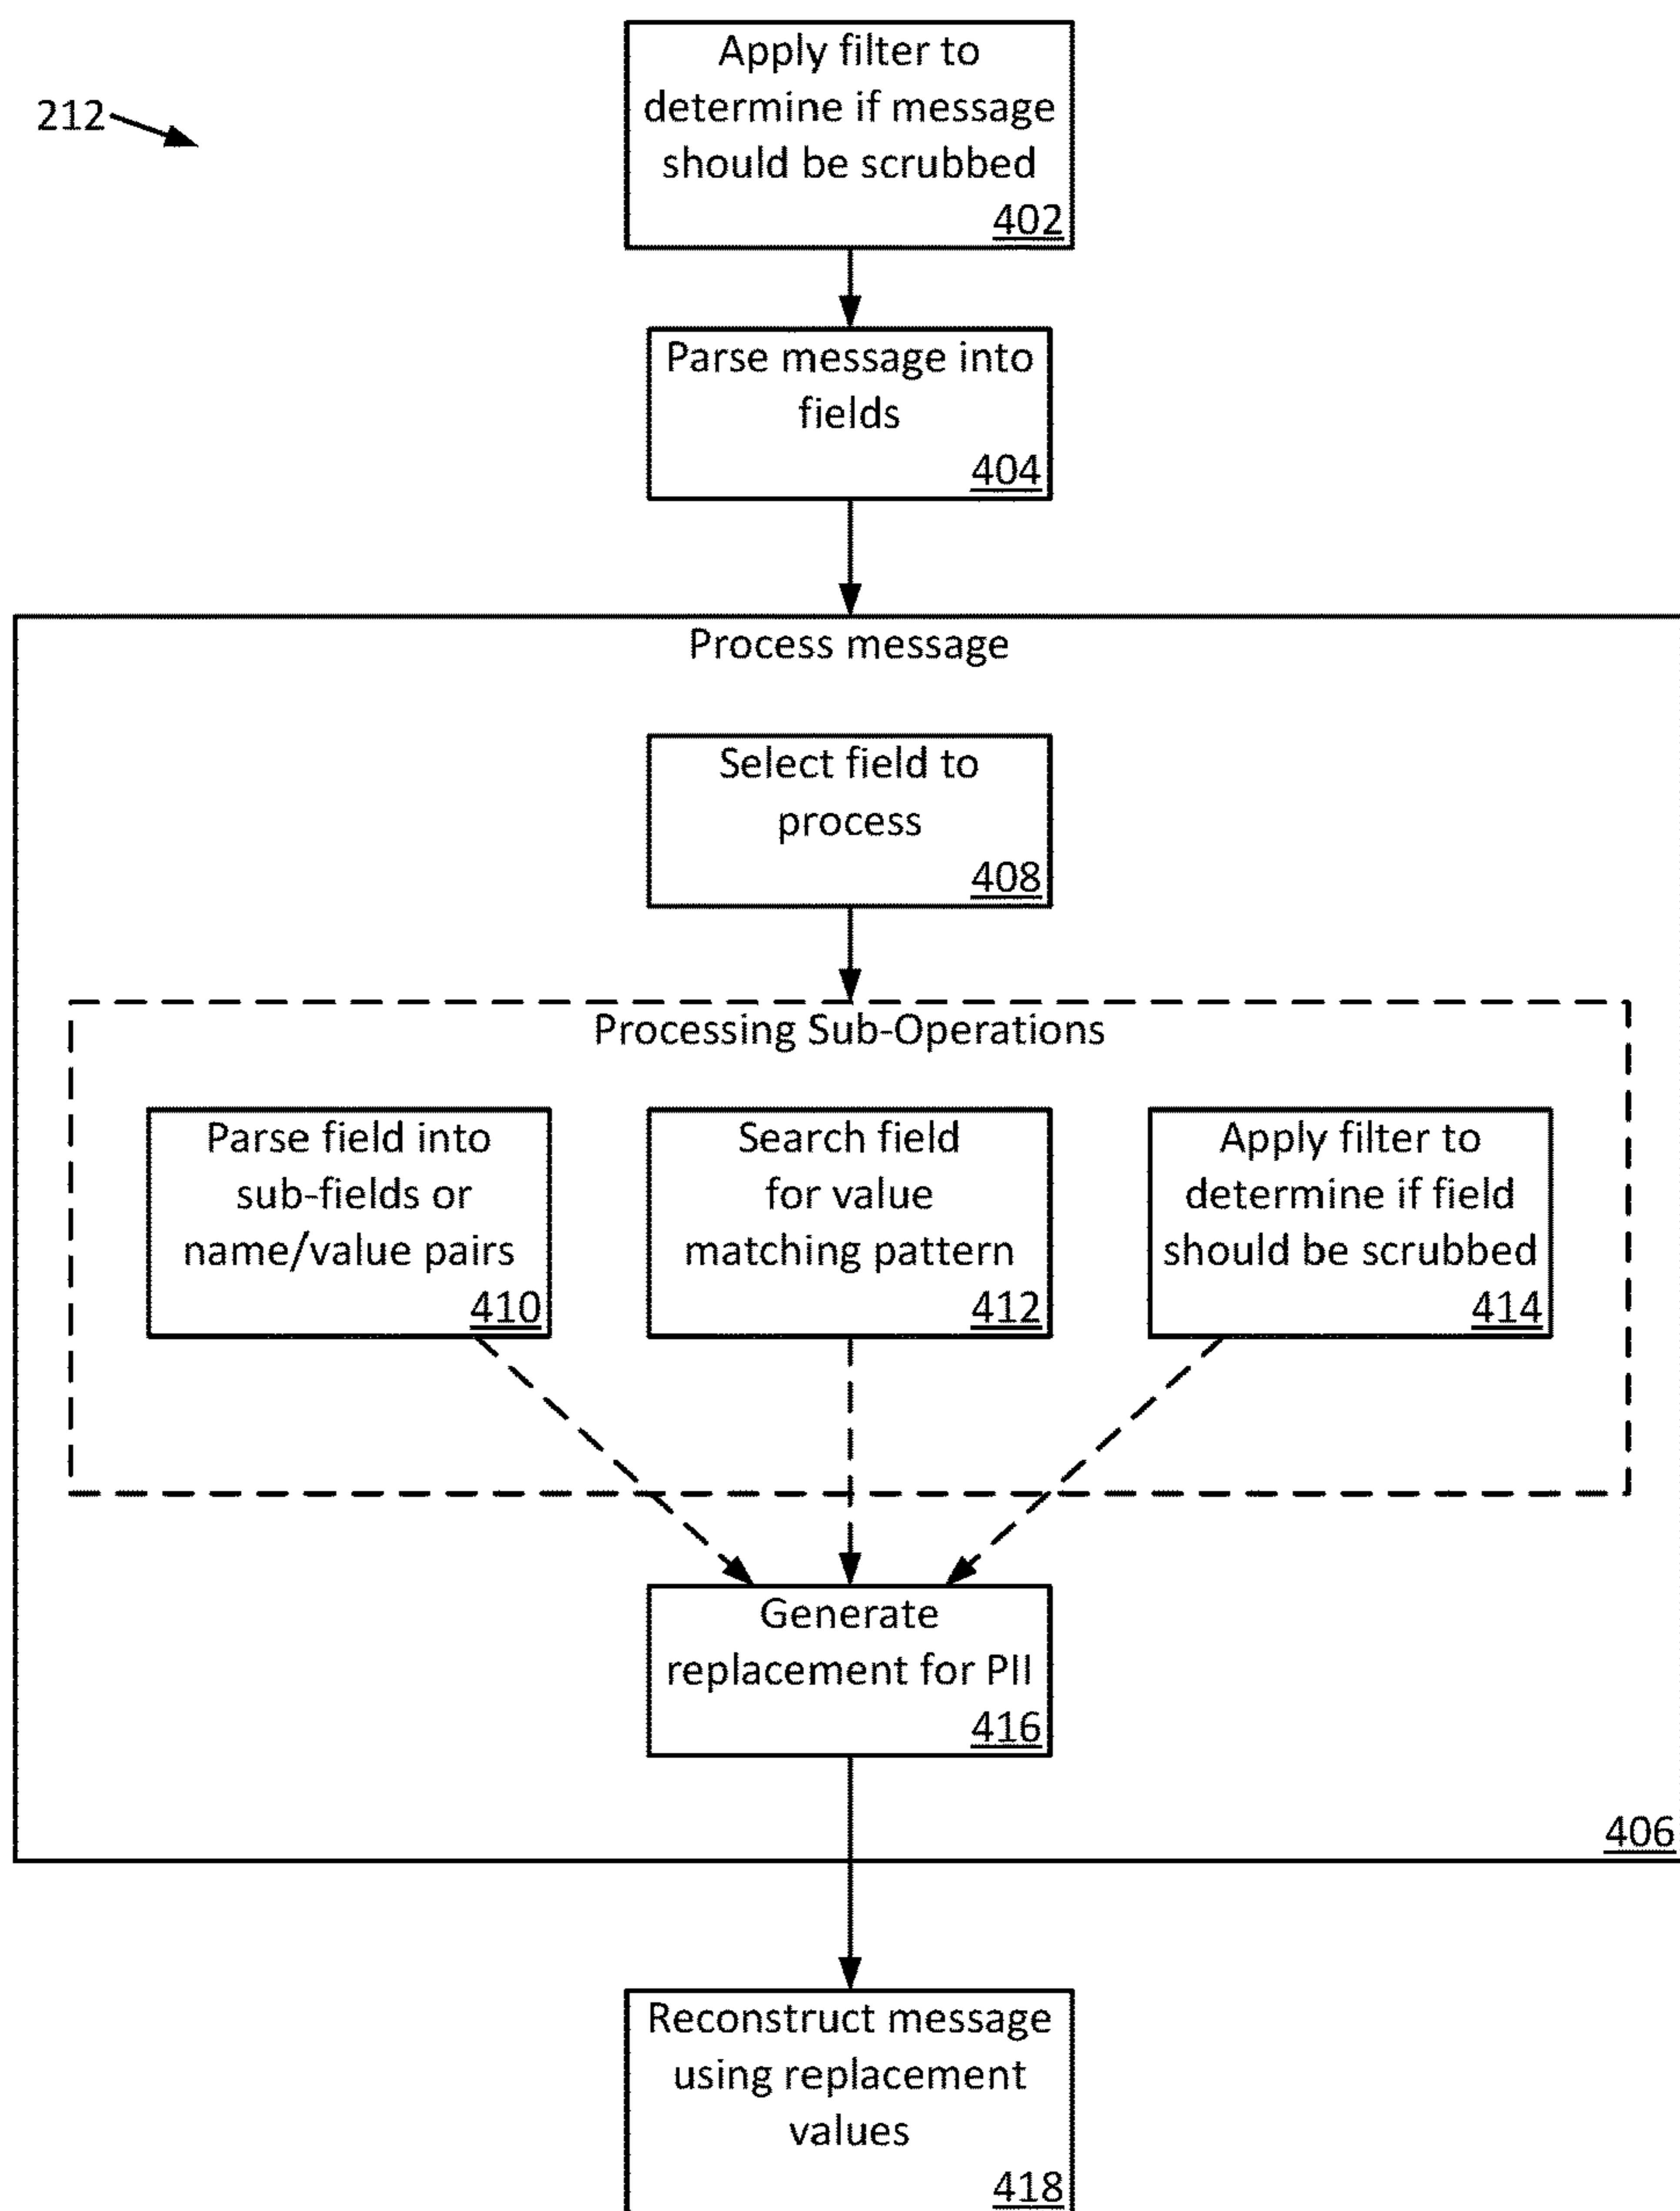 Apply filter to
determine if message
should be scrubbed
402
212
Parse message into
fields
404
Process message
Select field to
process
408
Processing Sub-Operations
Parse field into
sub-fields or
name/value pairs
410
Search field
for value
matching pattern
412
Apply filter to
determine if field
should be scrubbed
414
Generate
replacement for PII
416
406
Reconstruct message
using replacement
values
418